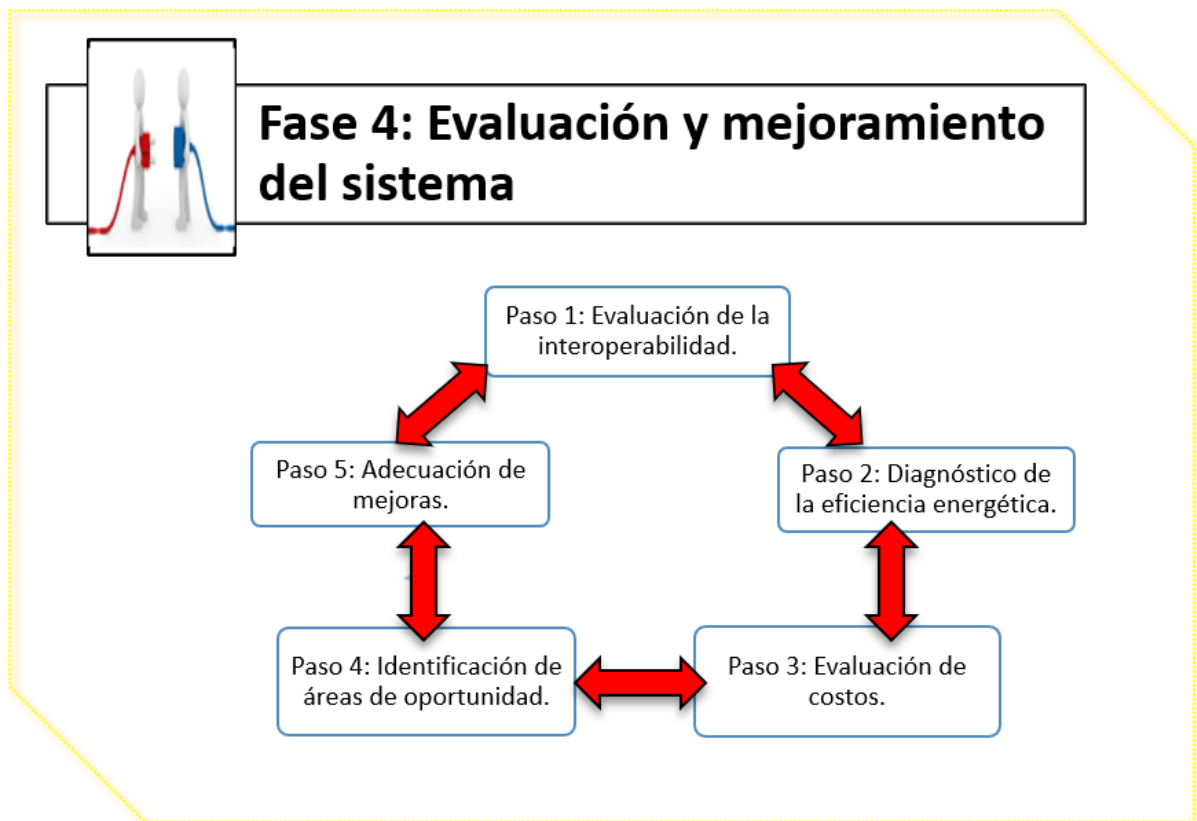 Fase 4: Evaluación y mejoramiento
del sistema
Paso 1: Evaluación de la
interoperabilidad.
Paso 2: Diagnóstico de
la eficiencia energética.
Paso 3: Evaluación de
costos.
Paso 4: Identificación de
áreas de oportunidad.
Paso 5: Adecuación de
mejoras.